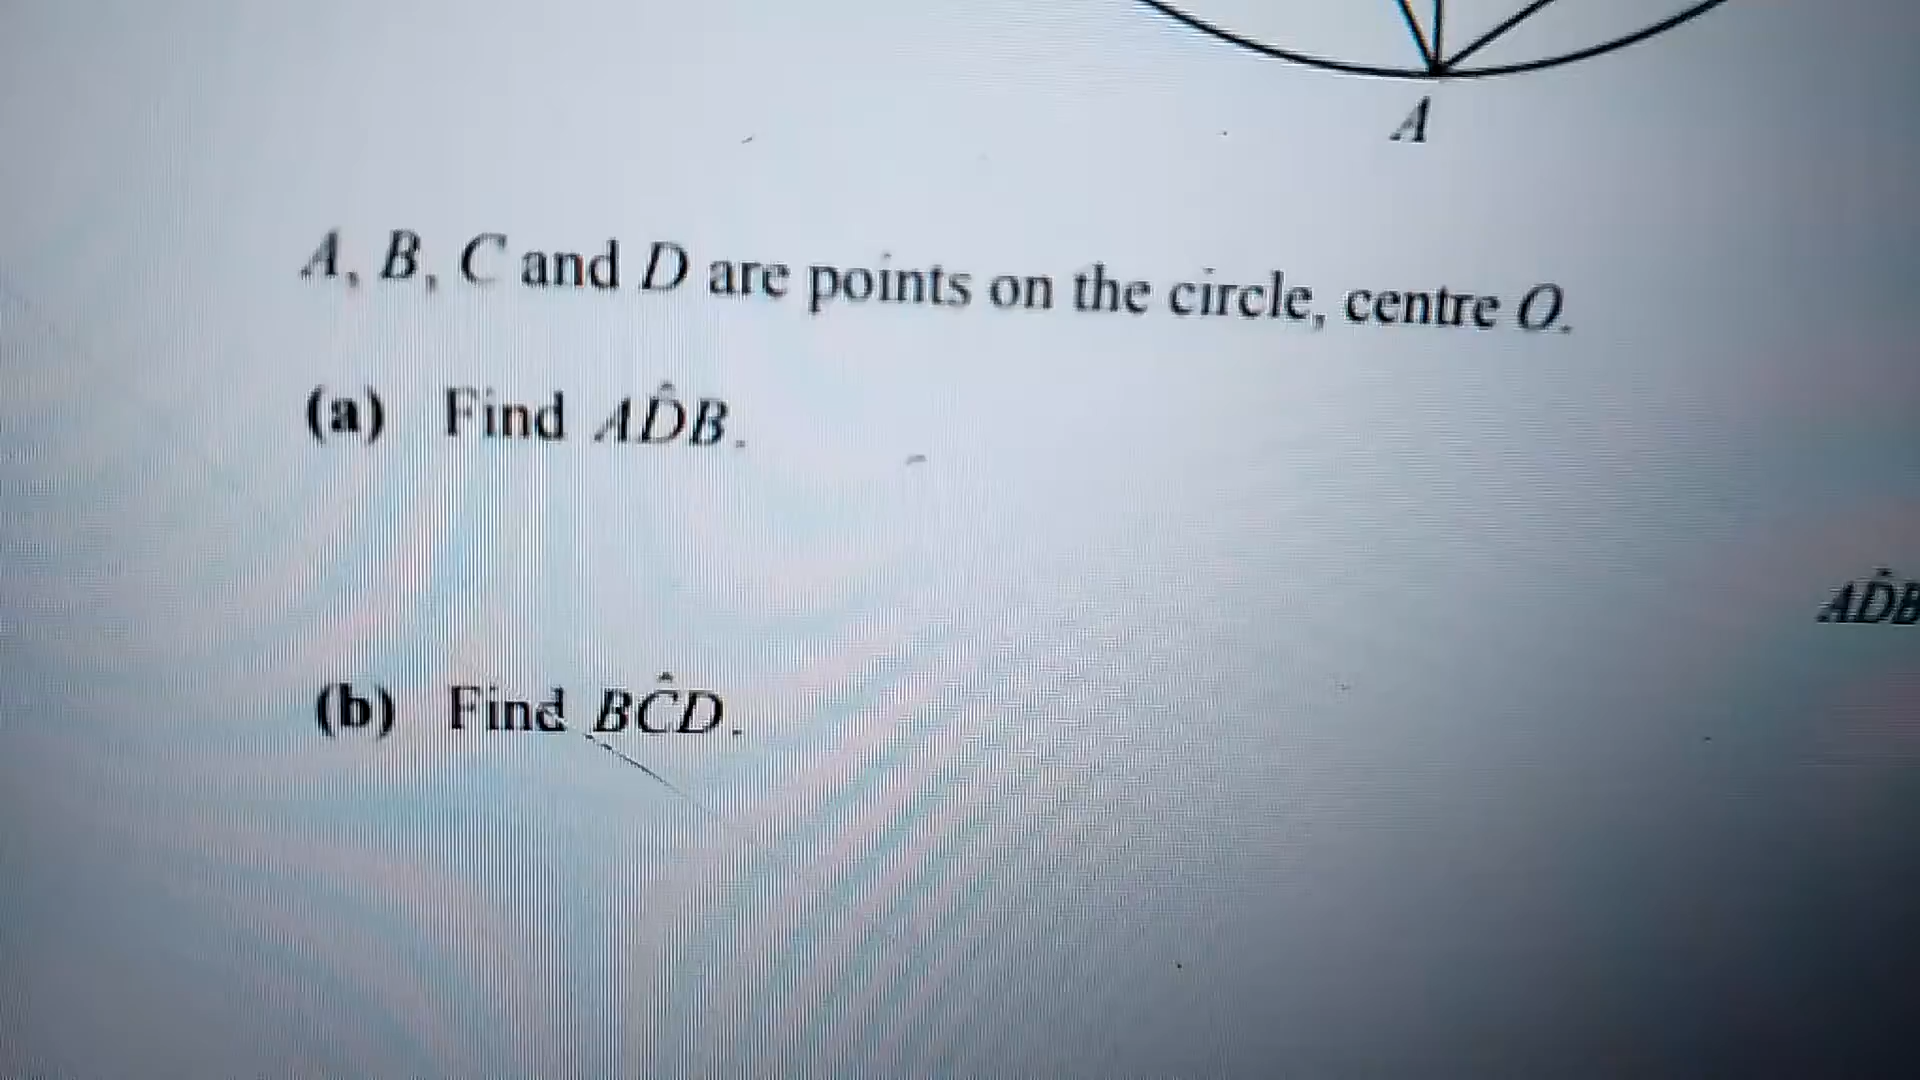 A
A, B, C and D are points on the circle, centre O.
(a) Find AD̂B.
AD̂B
(b) Find BĈD.